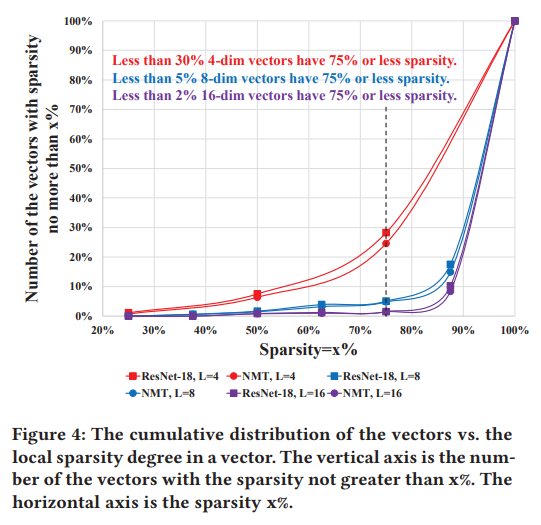 100%
90%
80%
70%
60%
50%
40%
30%
20%
10%
0%
Number of the vectors with sparsity
no more than x%
Less than 30% 4-dim vectors have 75% or less sparsity.
Less than 5% 8-dim vectors have 75% or less sparsity.
Less than 2% 16-dim vectors have 75% or less sparsity.
20% 30% 40% 50% 60% 70% 80% 90% 100%
Sparsity=x%
ResNet-18, L=4 NMT, L=4 ResNet-18, L=8
NMT, L=8 ResNet-18, L=16 NMT, L=16
Figure 4: The cumulative distribution of the vectors vs. the
local sparsity degree in a vector. The vertical axis is the num-
ber of the vectors with the sparsity not greater than x%. The
horizontal axis is the sparsity x%.